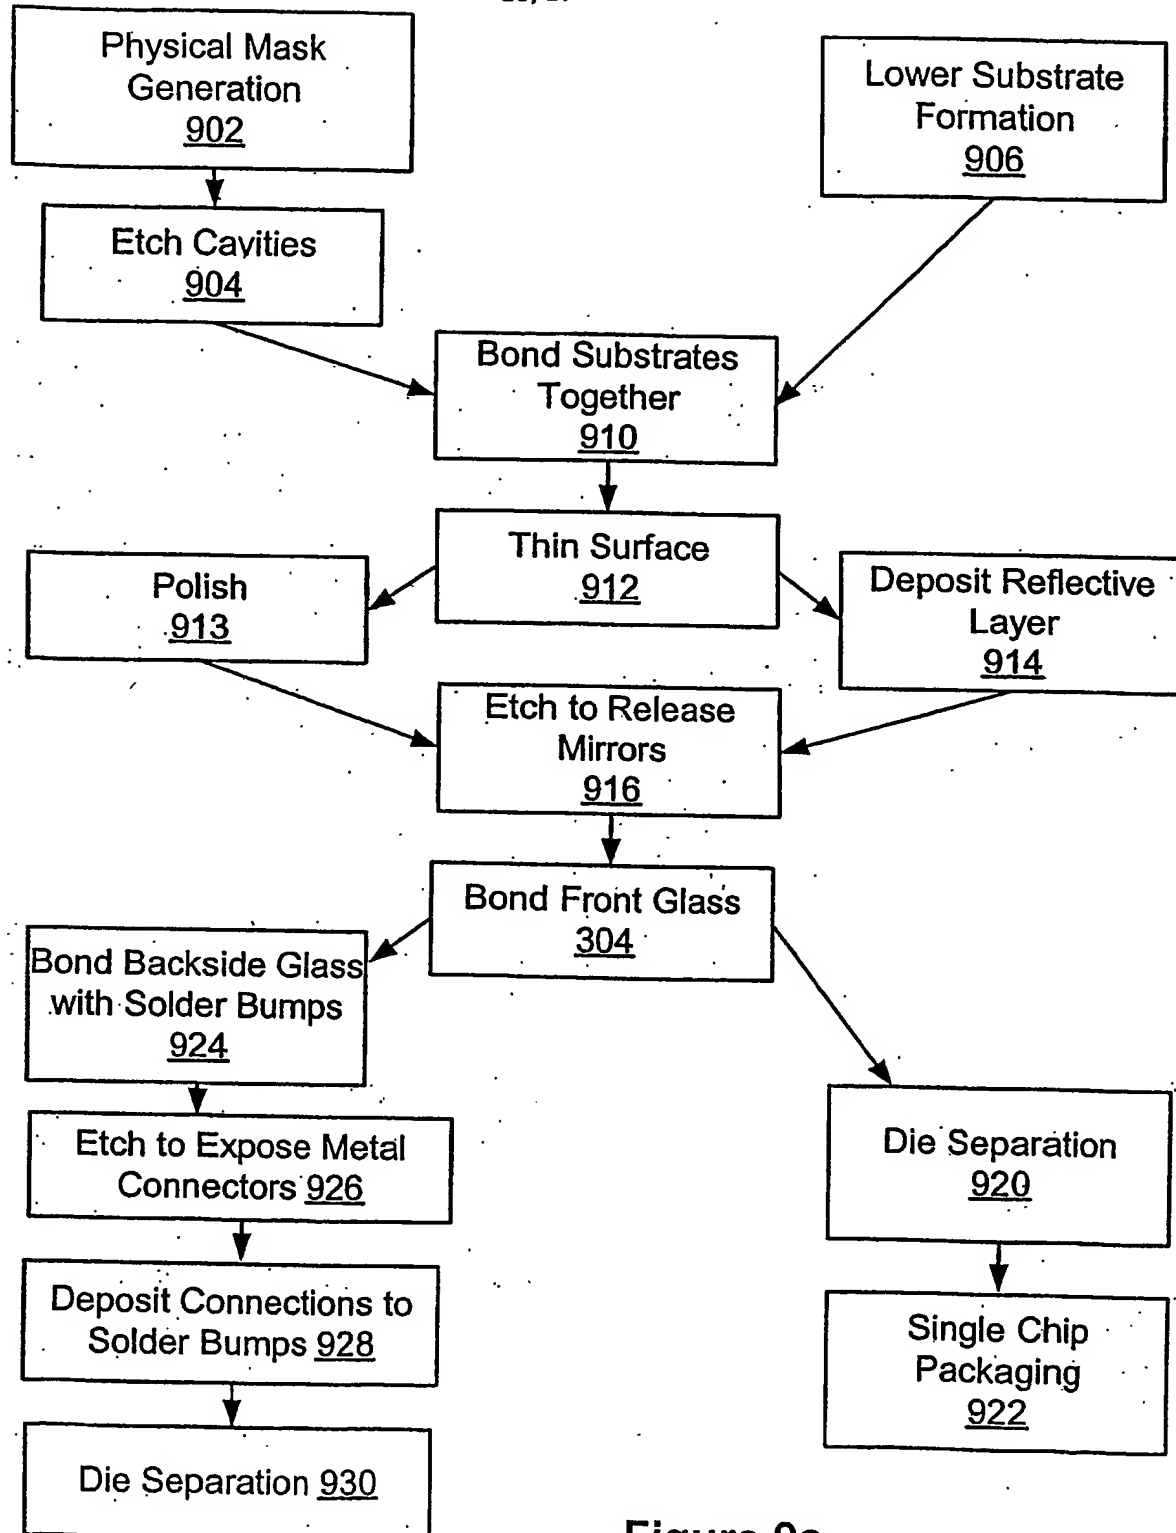 Physical Mask
Generation
902
Lower Substrate
Formation
906
Etch Cavities
904
Bond Substrates
Together
910
Thin Surface
912
Polish
913
Deposit Reflective
Layer
914
Etch to Release
Mirrors
916
Bond Front Glass
304
Bond Backside Glass
with Solder Bumps
924
Etch to Expose Metal
Connectors 926
Die Separation
920
Deposit Connections to
Solder Bumps 928
Single Chip
Packaging
922
Die Separation 930